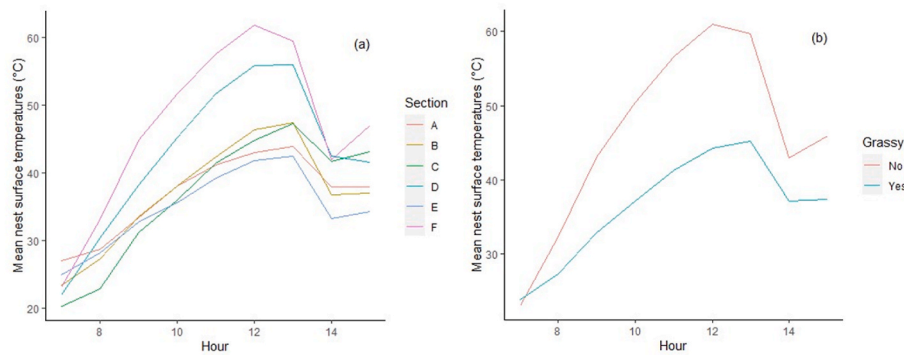 (a)
Mean nest surface temperatures (°C)
60
50
40
30
20
8
10
12
14
Hour
Section
A
B
C
D
E
F
(b)
Mean nest surface temperatures (°C)
60
50
40
30
8
10
12
14
Hour
Grassy
No
Yes